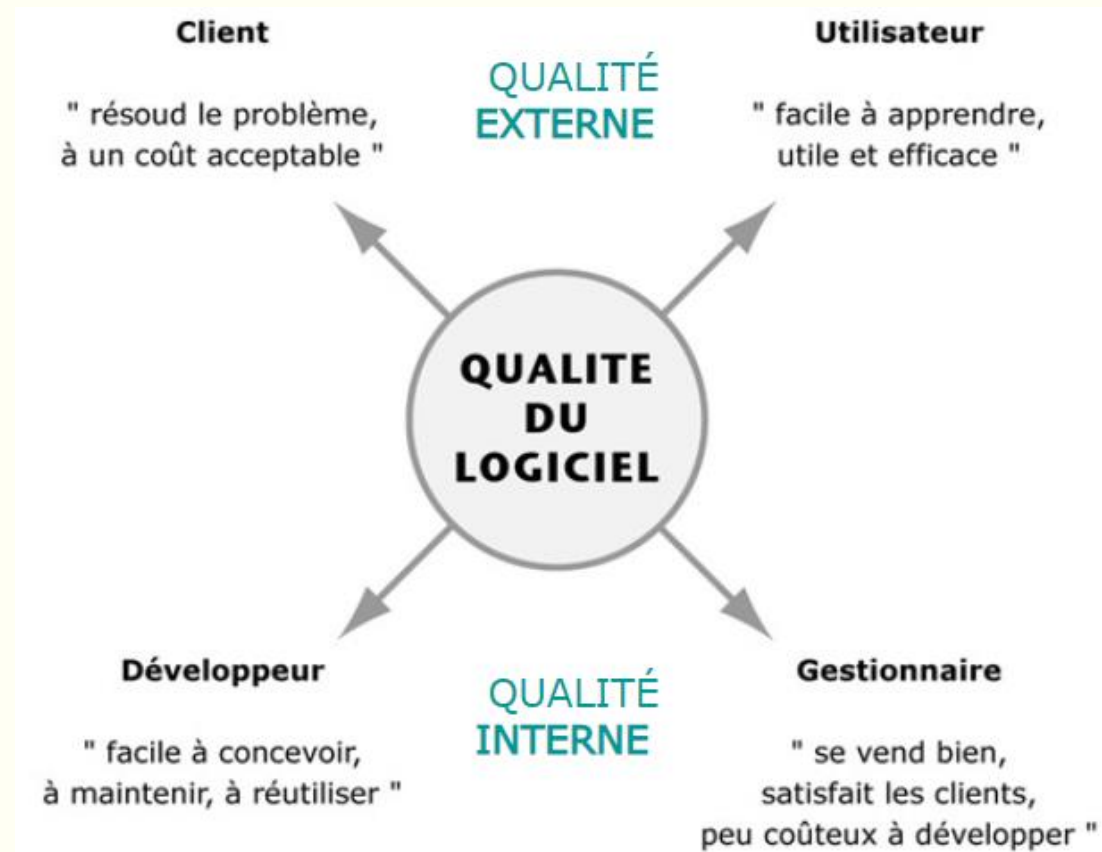 Client
" résoud le problème,
à un coût acceptable "
QUALITÉ
EXTERNE
Utilisateur
" facile à apprendre,
utile et efficace "
QUALITE
DU
LOGICIEL
Développeur
" facile à concevoir,
à maintenir, à réutiliser "
QUALITÉ
INTERNE
Gestionnaire
" se vend bien,
satisfait les clients,
peu coûteux à développer "